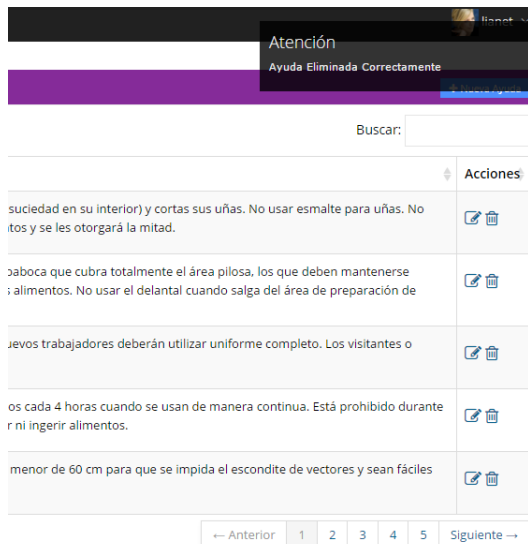 lianet
Atención
Ayuda Eliminada Correctamente
+ Nueva Ayuda
Buscar:
Acciones
suciedad en su interior) y cortas sus uñas. No usar esmalte para uñas. No
tos y se les otorgará la mitad.
baboca que cubra totalmente el área pilosa, los que deben mantenerse
alimentos. No usar el delantal cuando salga del área de preparación de
uevos trabajadores deberán utilizar uniforme completo. Los visitantes o
os cada 4 horas cuando se usan de manera continua. Está prohibido durante
r ni ingerir alimentos.
menor de 60 cm para que se impida el escondite de vectores y sean fáciles
← Anterior 1 2 3 4 5 Siguiente →